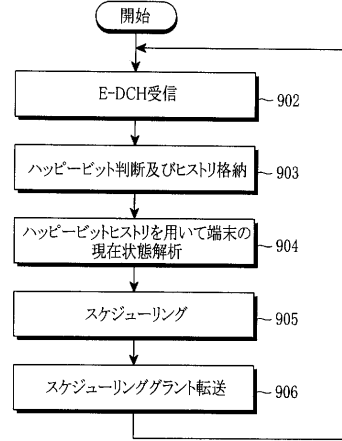 開始
E-DCH受信
902
ハッピービット判断及びヒストリ格納
903
ハッピービットヒストリを用いて端末の
現在状態解析
904
スケジューリング
905
スケジューリンググラント転送
906